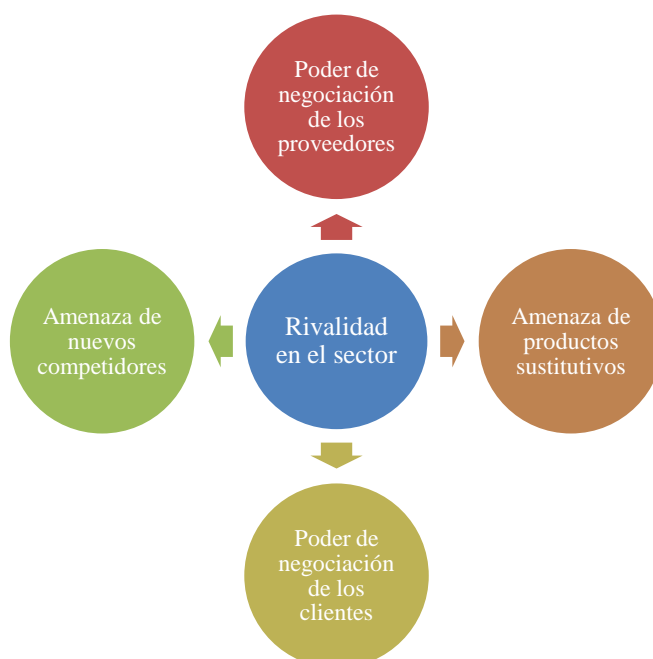 Poder de
negociación
de los
proveedores
Amenaza de
nuevos
competidores
Rivalidad
en el sector
Amenaza de
productos
sustitutivos
Poder de
negociación
de los
clientes